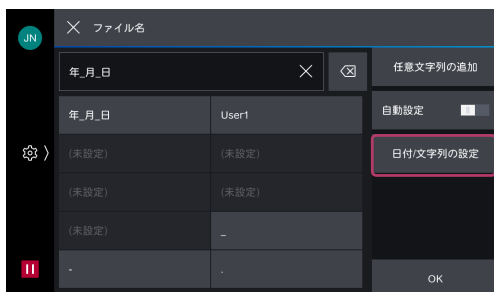 JN
ファイル名
年_月_日
任意文字列の追加
年_月_日
User1
自動設定
(未設定)
(未設定)
日付/文字列の設定
(未設定)
(未設定)
(未設定)
_
-
.
OK